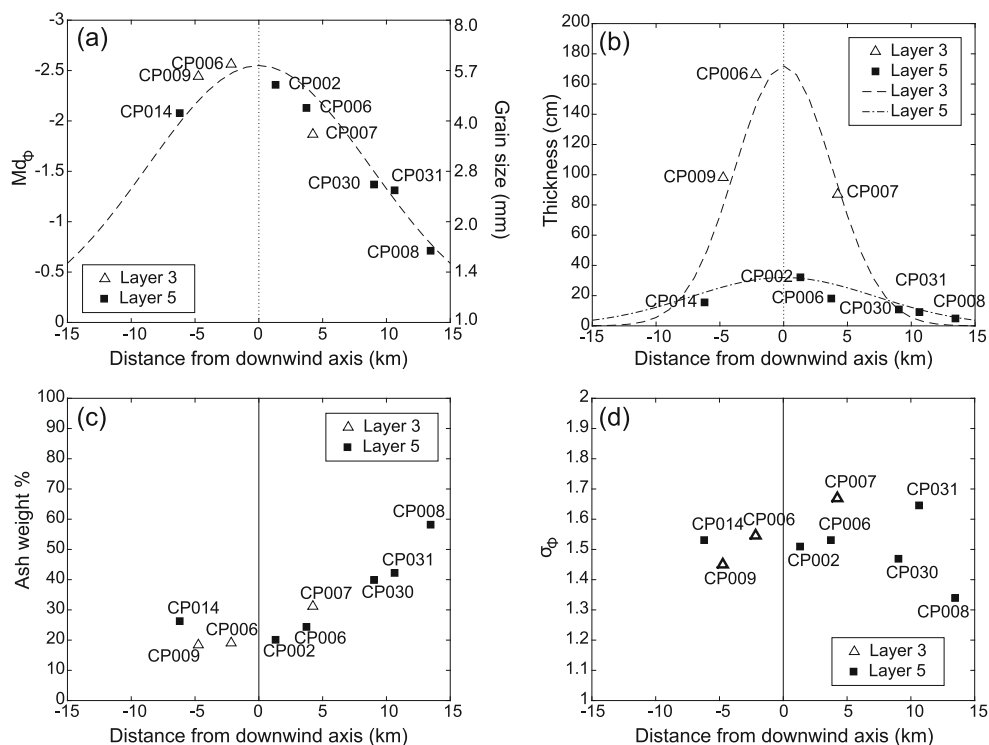 (a)
Md_Φ
Grain size (mm)
-3
-2.5
-2
-1.5
-1
-0.5
0
8.0
5.7
4.0
2.8
2.0
1.4
1.0
CP009
CP006
CP014
CP002
CP006
CP007
CP030
CP031
CP008
Layer 3
Layer 5
-15 -10 -5 0 5 10 15
Distance from downwind axis (km)
(b)
Thickness (cm)
200
180
160
140
120
100
80
60
40
20
0
CP006
CP009
CP007
CP002
CP014
CP006
CP030
CP031
CP008
Layer 3
Layer 5
Layer 3
Layer 5
-15 -10 -5 0 5 10 15
Distance from downwind axis (km)
(c)
Ash weight %
100
90
80
70
60
50
40
30
20
10
0
Layer 3
Layer 5
CP008
CP031
CP030
CP007
CP014
CP006
CP009
CP006
CP002
-15 -10 -5 0 5 10 15
Distance from downwind axis (km)
(d)
σ_Φ
2
1.9
1.8
1.7
1.6
1.5
1.4
1.3
1.2
1.1
1
CP007
CP031
CP014
CP006
CP006
CP002
CP009
CP030
CP008
Layer 3
Layer 5
-15 -10 -5 0 5 10 15
Distance from downwind axis (km)